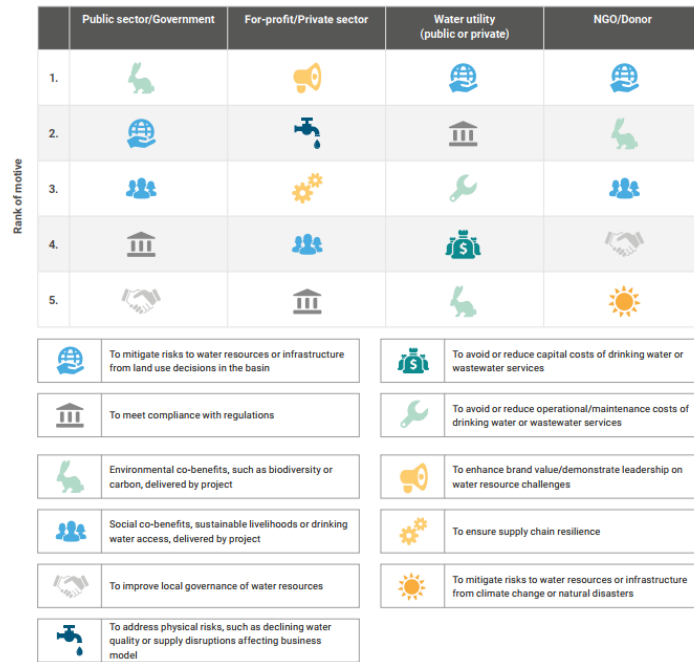 Public sector/Government
For-profit/Private sector
Water utility
(public or private)
NGO/Donor
Rank of motive
1.
2.
3.
4.
5.
To mitigate risks to water resources or infrastructure
from land use decisions in the basin
To avoid or reduce capital costs of drinking water or
wastewater services
To meet compliance with regulations
To avoid or reduce operational/maintenance costs of
drinking water or wastewater services
Environmental co-benefits, such as biodiversity or
carbon, delivered by project
To enhance brand value/demonstrate leadership on
water resource challenges
Social co-benefits, sustainable livelihoods or drinking
water access, delivered by project
To ensure supply chain resilience
To improve local governance of water resources
To mitigate risks to water resources or infrastructure
from climate change or natural disasters
To address physical risks, such as declining water
quality or supply disruptions affecting business
model